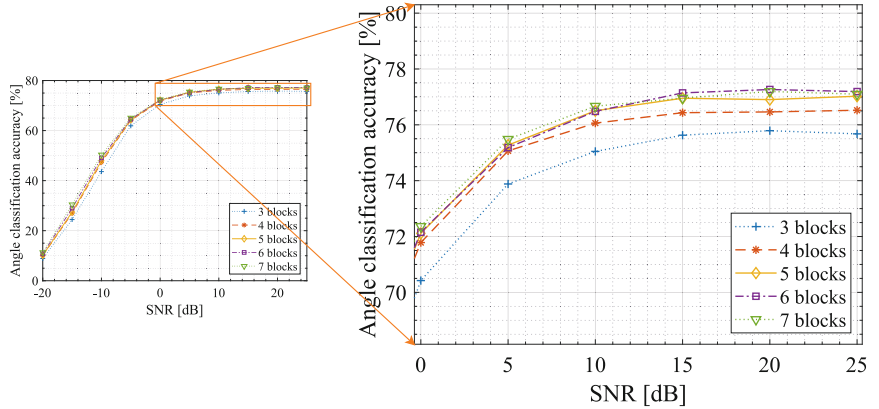 Angle classification accuracy [%]
80
60
40
20
0
-20
-10
0
10
20
SNR [dB]
3 blocks
4 blocks
5 blocks
6 blocks
7 blocks
Angle classification accuracy [%]
80
78
76
74
72
70
0
5
10
15
20
25
SNR [dB]
3 blocks
4 blocks
5 blocks
6 blocks
7 blocks